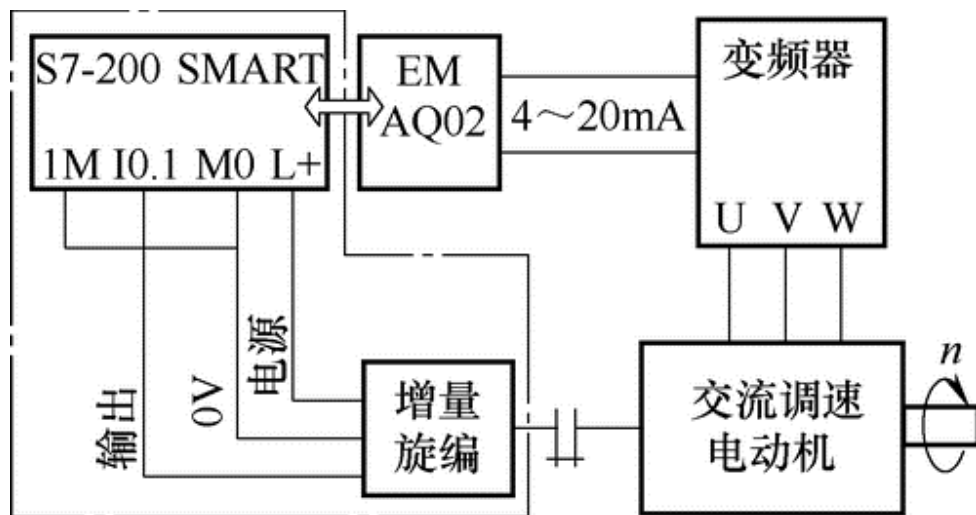 S7-200 SMART
1M I0.1 M0 L+
EM
AQ02
4～20mA
变频器
U V W
输出
0V
电源
增量
旋编
交流调速
电动机
n